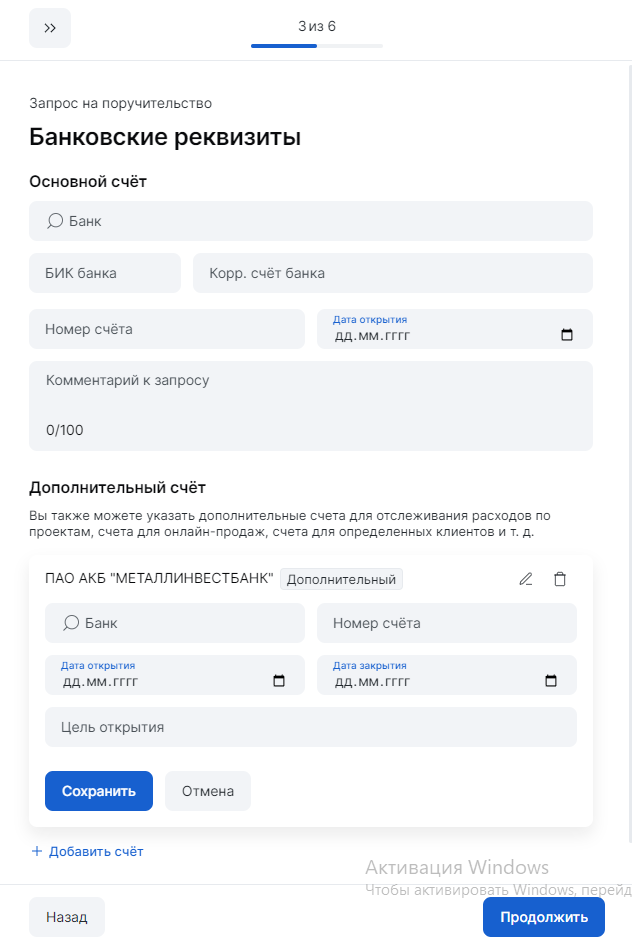 3 из 6
Запрос на поручительство
Банковские реквизиты
Основной счёт
Банк
БИК банка
Корр. счёт банка
Номер счёта
Дата открытия
дд.мм.гггг
Комментарий к запросу
0/100
Дополнительный счёт
Вы также можете указать дополнительные счета для отслеживания расходов по
проектам, счета для онлайн-продаж, счета для определенных клиентов и т. д.
ПАО АКБ "МЕТАЛЛИНВЕСТБАНК" Дополнительный
Банк
Номер счёта
Дата открытия
дд.мм.гггг
Дата закрытия
дд.мм.гггг
Цель открытия
Сохранить
Отмена
+ Добавить счёт
Активация Windows
Чтобы активировать Windows, перейд
Назад
Продолжить